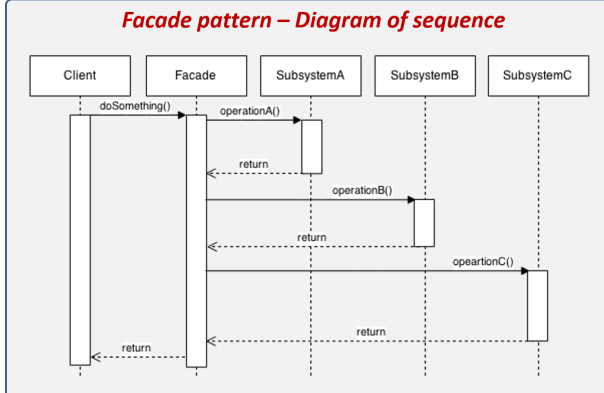 Facade pattern – Diagram of sequence
Client
Facade
SubsystemA
SubsystemB
SubsystemC
doSomething()
operationA()
return
operationB()
return
opeartionC()
return
return